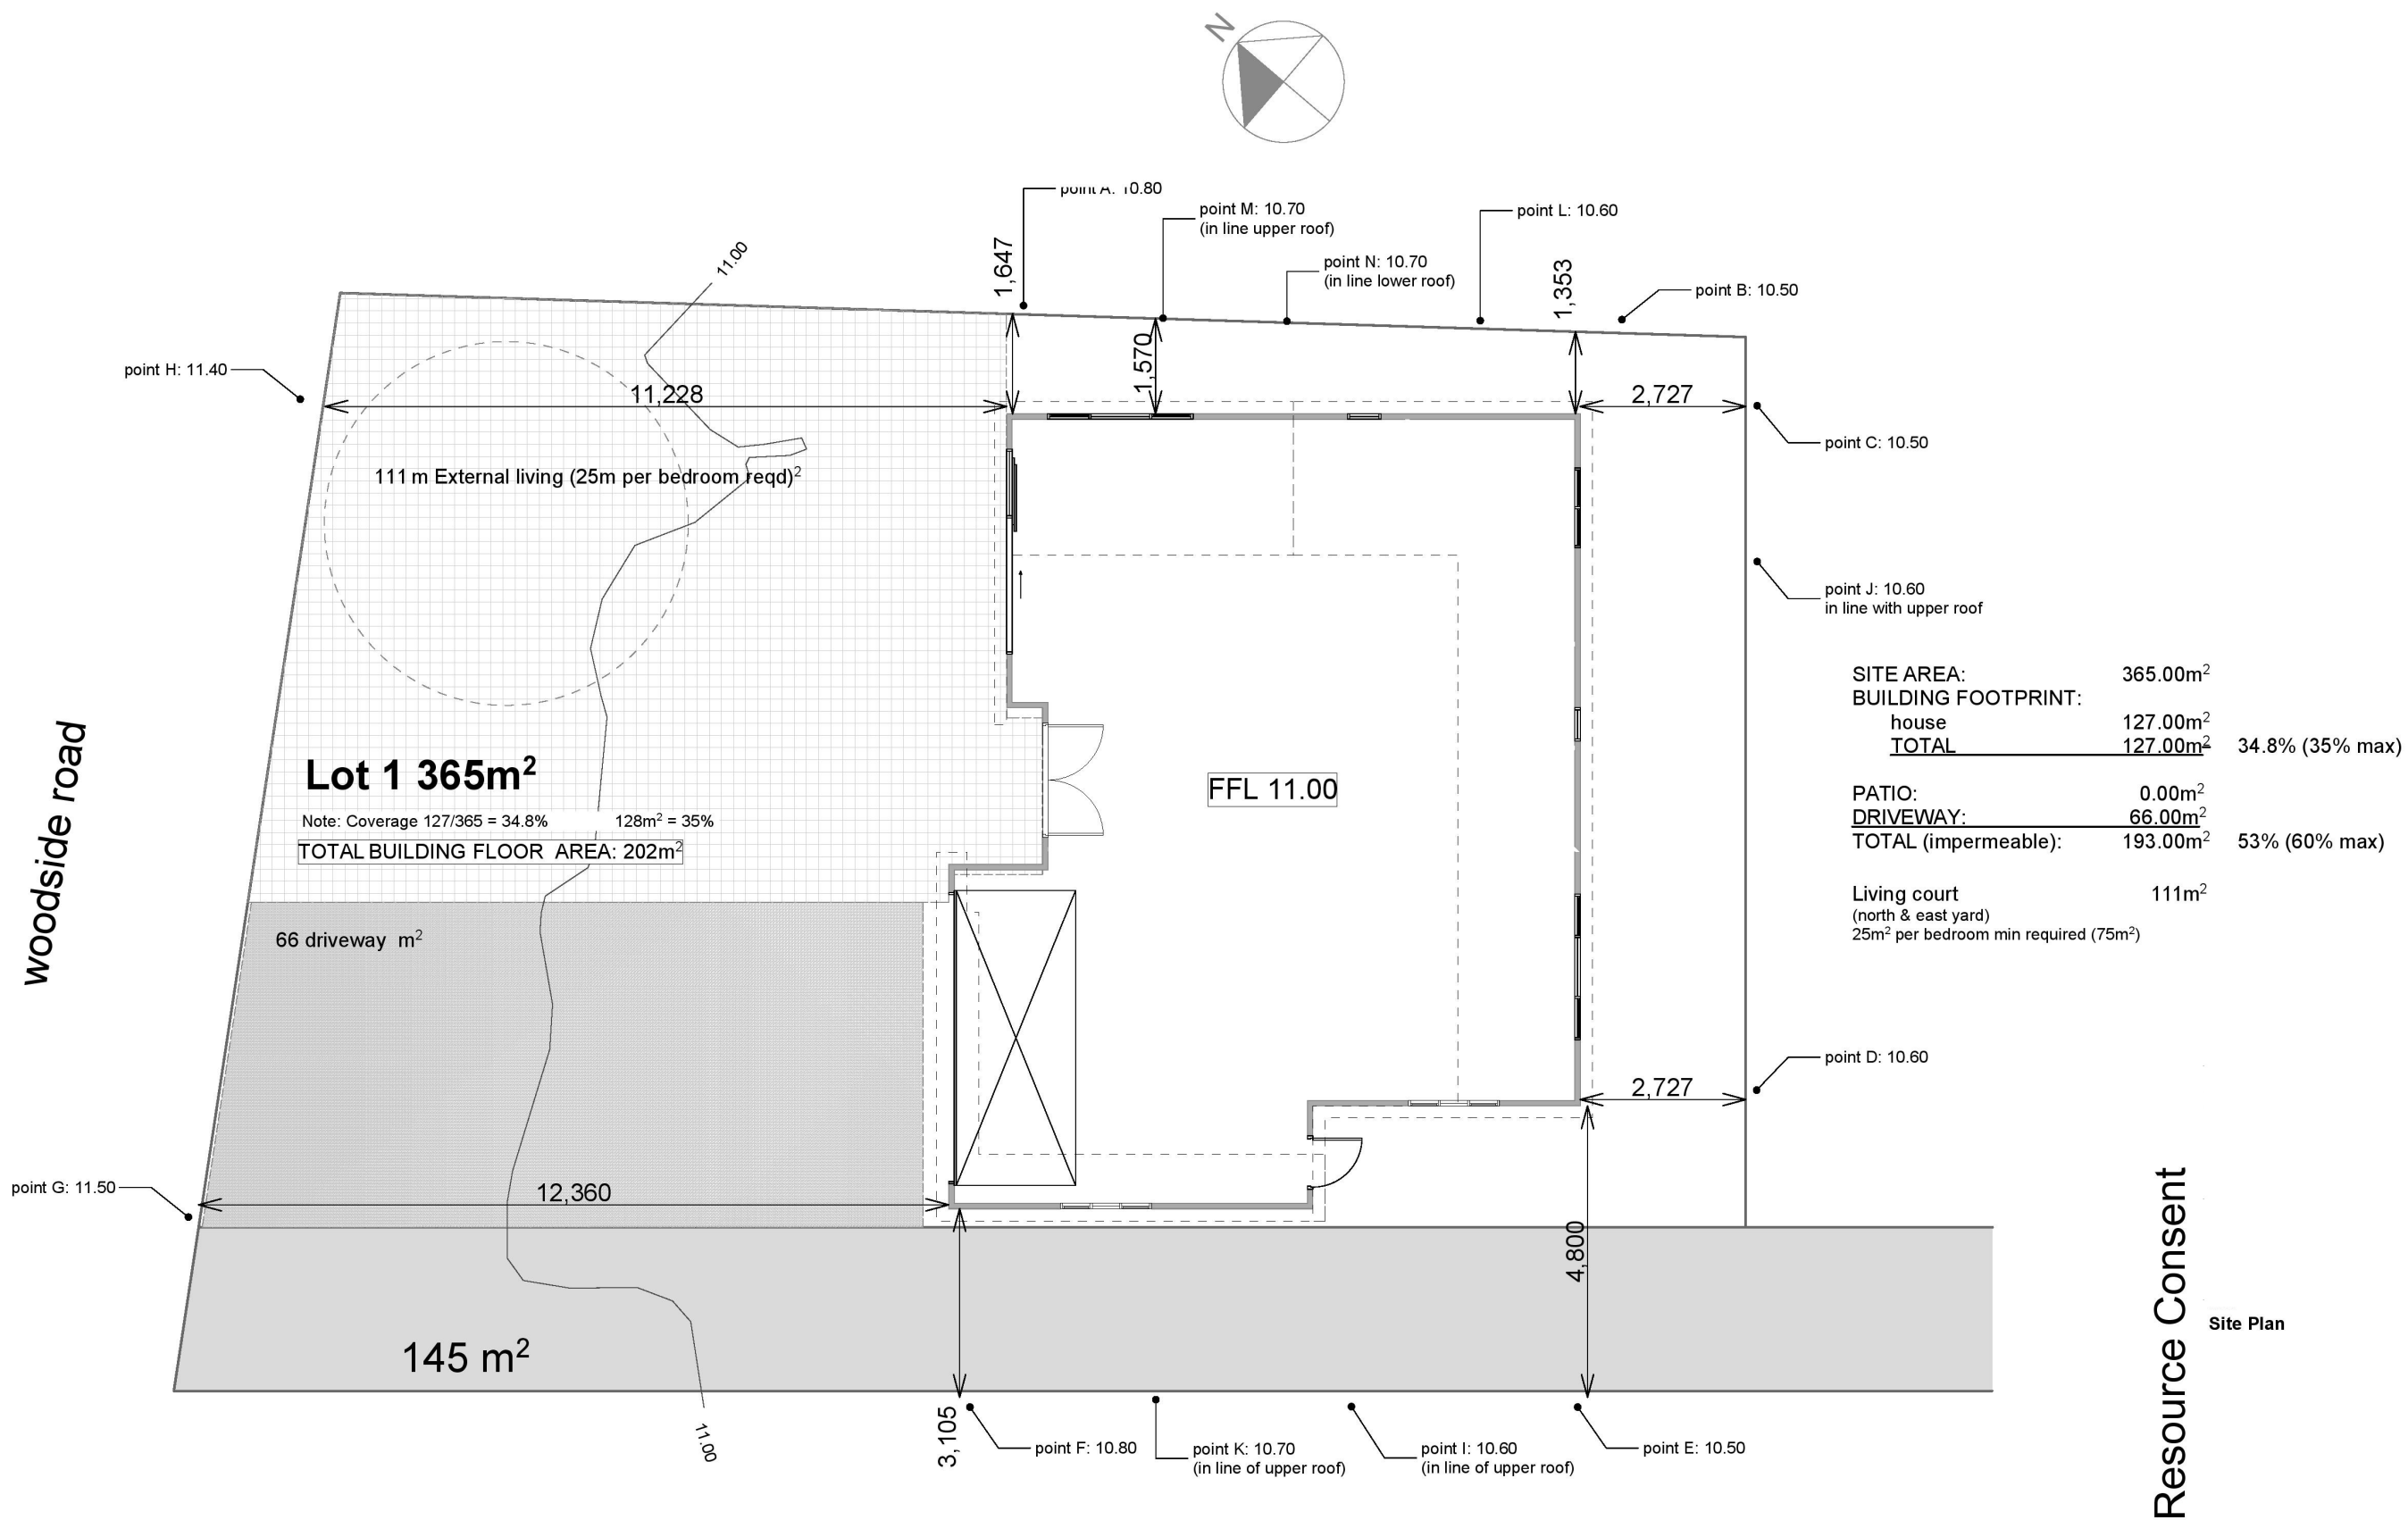 N
point A: 10.80
point M: 10.70
(in line upper roof)
point L: 10.60
point N: 10.70
(in line lower roof)
point B: 10.50
11.00
1,647
1,353
1,570
point H: 11.40
11,228
2,727
point C: 10.50
111 m External living (25m per bedroom reqd)²
point J: 10.60
in line with upper roof
SITE AREA: 365.00m²
BUILDING FOOTPRINT:
house 127.00m²
TOTAL 127.00m² 34.8% (35% max)
PATIO: 0.00m²
DRIVEWAY: 66.00m²
TOTAL (impermeable): 193.00m² 53% (60% max)
Living court 111m²
(north & east yard)
25m² per bedroom min required (75m²)
woodside road
Lot 1 365m²
Note: Coverage 127/365 = 34.8% 128m² = 35%
TOTAL BUILDING FLOOR AREA: 202m²
FFL 11.00
66 driveway m²
point D: 10.60
2,727
point G: 11.50
12,360
4,800
145 m²
3,105
11.00
point F: 10.80
point K: 10.70
(in line of upper roof)
point I: 10.60
(in line of upper roof)
point E: 10.50
Resource Consent
Site Plan